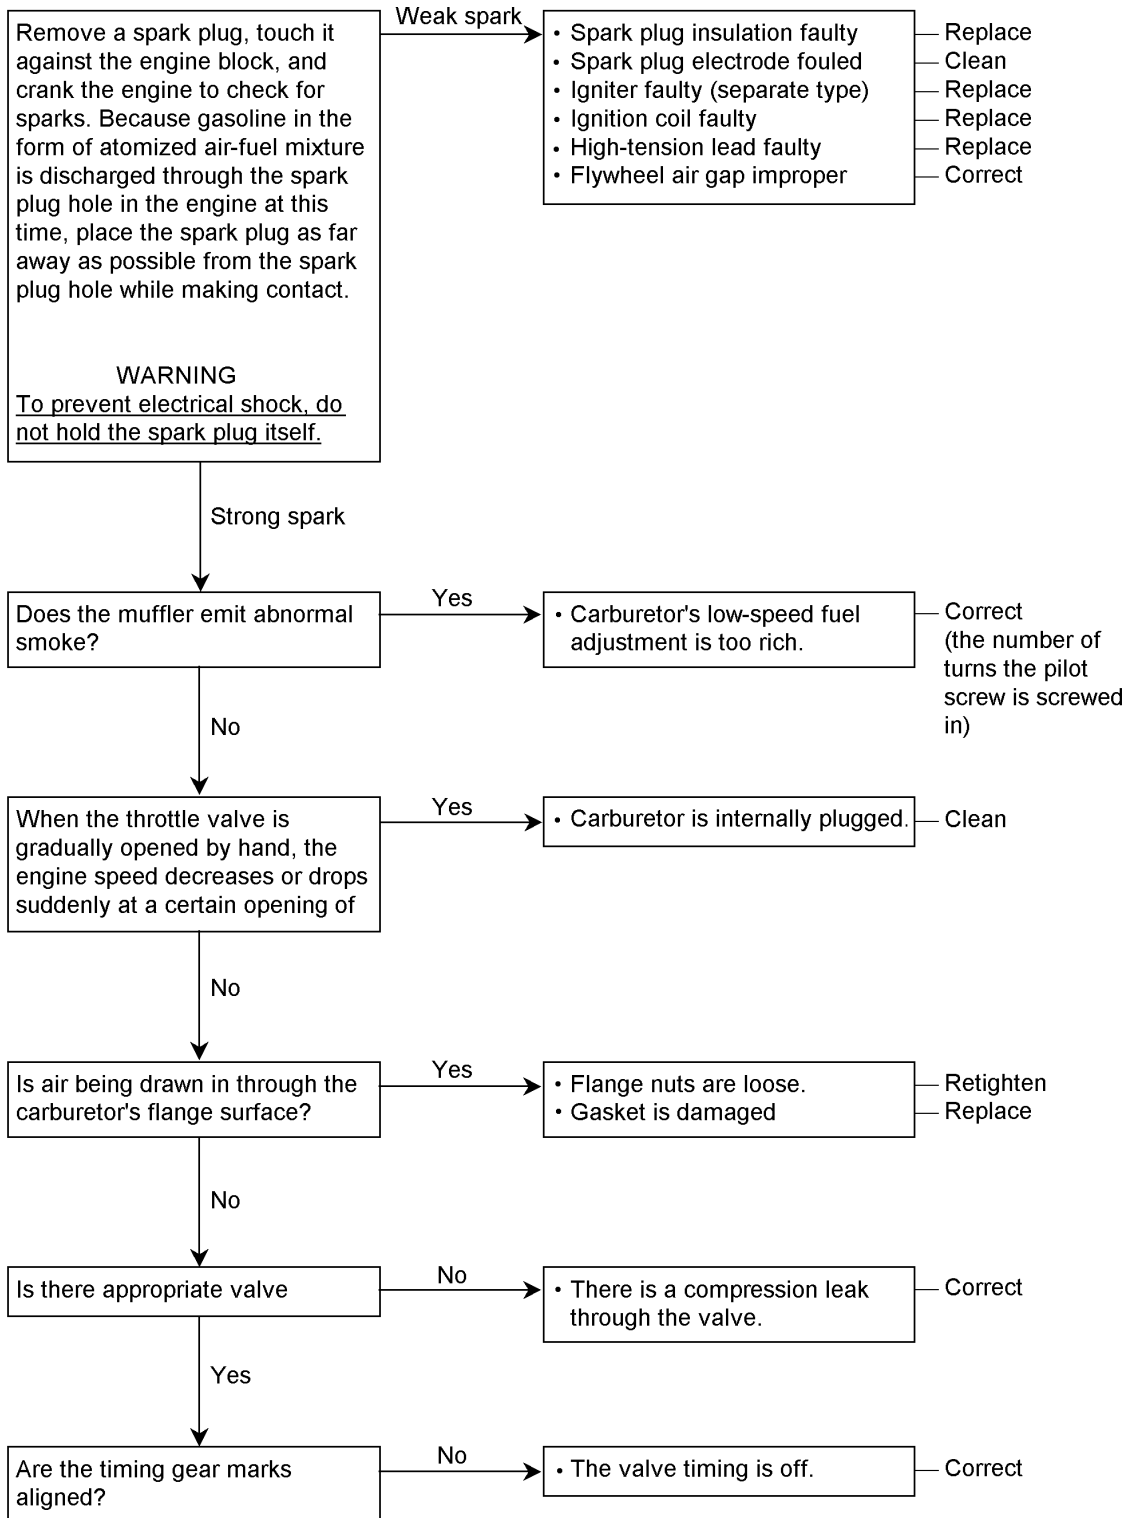 Remove a spark plug, touch it
against the engine block, and
crank the engine to check for
sparks. Because gasoline in the
form of atomized air-fuel mixture
is discharged through the spark
plug hole in the engine at this
time, place the spark plug as far
away as possible from the spark
plug hole while making contact.
WARNING
To prevent electrical shock, do
not hold the spark plug itself.
Weak spark
• Spark plug insulation faulty
Replace
• Spark plug electrode fouled
Clean
• Igniter faulty (separate type)
Replace
• Ignition coil faulty
Replace
• High-tension lead faulty
Replace
• Flywheel air gap improper
Correct
Strong spark
Does the muffler emit abnormal
smoke?
Yes
• Carburetor's low-speed fuel
adjustment is too rich.
Correct
(the number of
turns the pilot
screw is screwed
in)
No
When the throttle valve is
gradually opened by hand, the
engine speed decreases or drops
suddenly at a certain opening of
Yes
• Carburetor is internally plugged.
Clean
No
Is air being drawn in through the
carburetor's flange surface?
Yes
• Flange nuts are loose.
Retighten
• Gasket is damaged
Replace
No
Is there appropriate valve
No
• There is a compression leak
through the valve.
Correct
Yes
Are the timing gear marks
aligned?
No
• The valve timing is off.
Correct